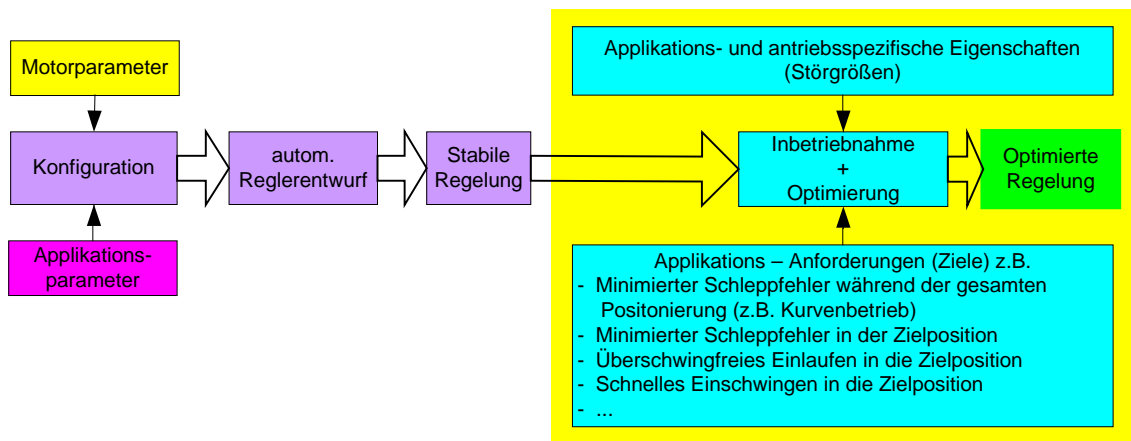 Motorparameter
Applikations- und antriebsspezifische Eigenschaften
(Störgrößen)
Konfiguration
autom.
Reglerentwurf
Stabile
Regelung
Inbetriebnahme
+
Optimierung
Optimierte
Regelung
Applikations-
parameter
Applikations – Anforderungen (Ziele) z.B.
- Minimierter Schleppfehler während der gesamten
Positonierung (z.B. Kurvenbetrieb)
- Minimierter Schleppfehler in der Zielposition
- Überschwingfreies Einlaufen in die Zielposition
- Schnelles Einschwingen in die Zielposition
- ...